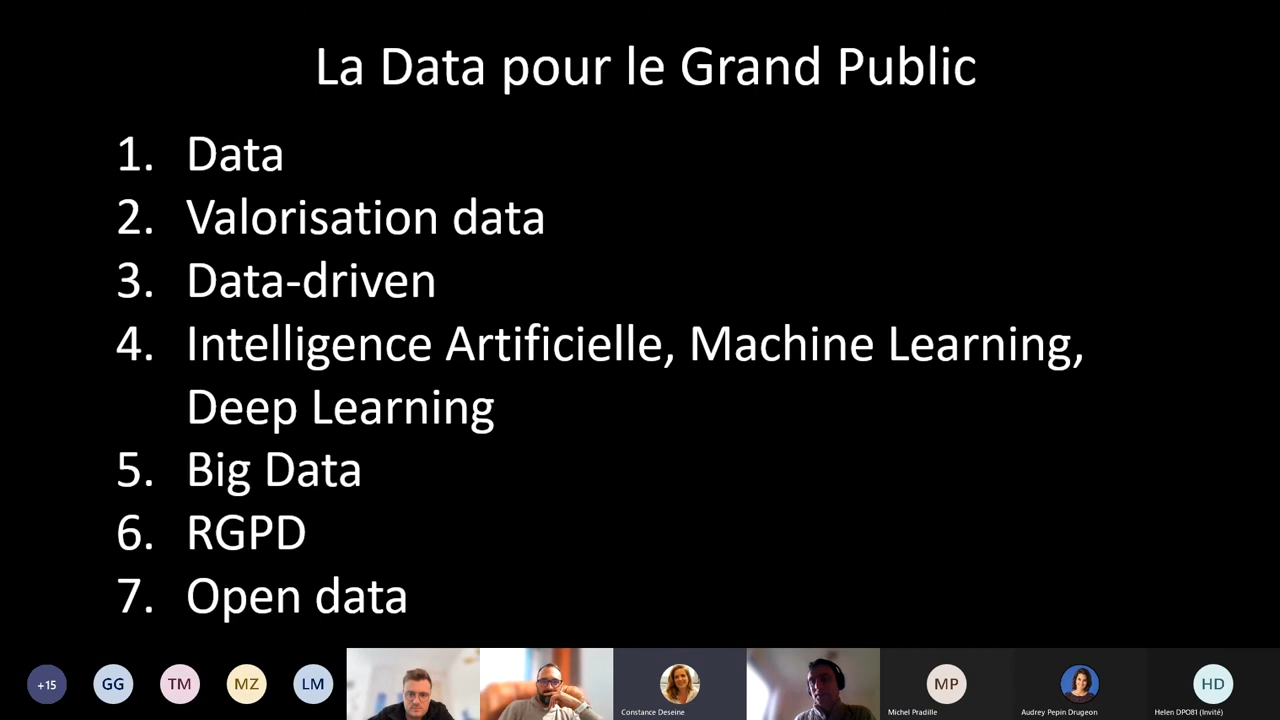 La Data pour le Grand Public
1. Data
2. Valorisation data
3. Data-driven
4. Intelligence Artificielle, Machine Learning,
Deep Learning
5. Big Data
6. RGPD
7. Open data
+15
GG
TM
MZ
LM
Constance Deseine
MP
Michel Pradille
Audrey Pepin Drugeon
HD
Helen DPO81 (Invité)